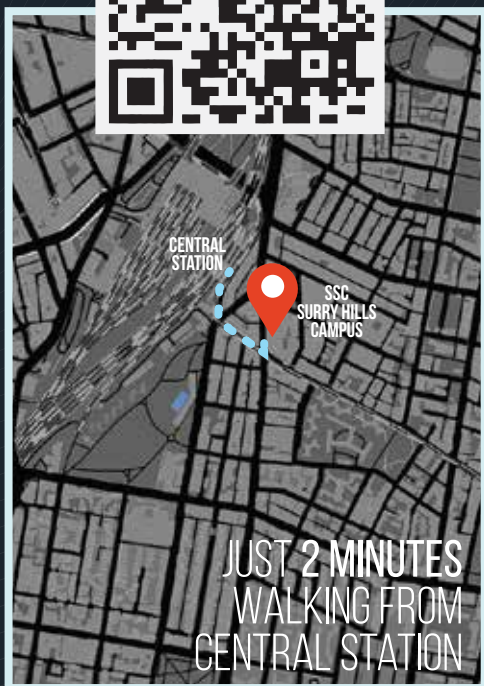 CENTRAL
STATION
SSC
SURRY HILLS
CAMPUS
JUST 2 MINUTES
WALKING FROM
CENTRAL STATION